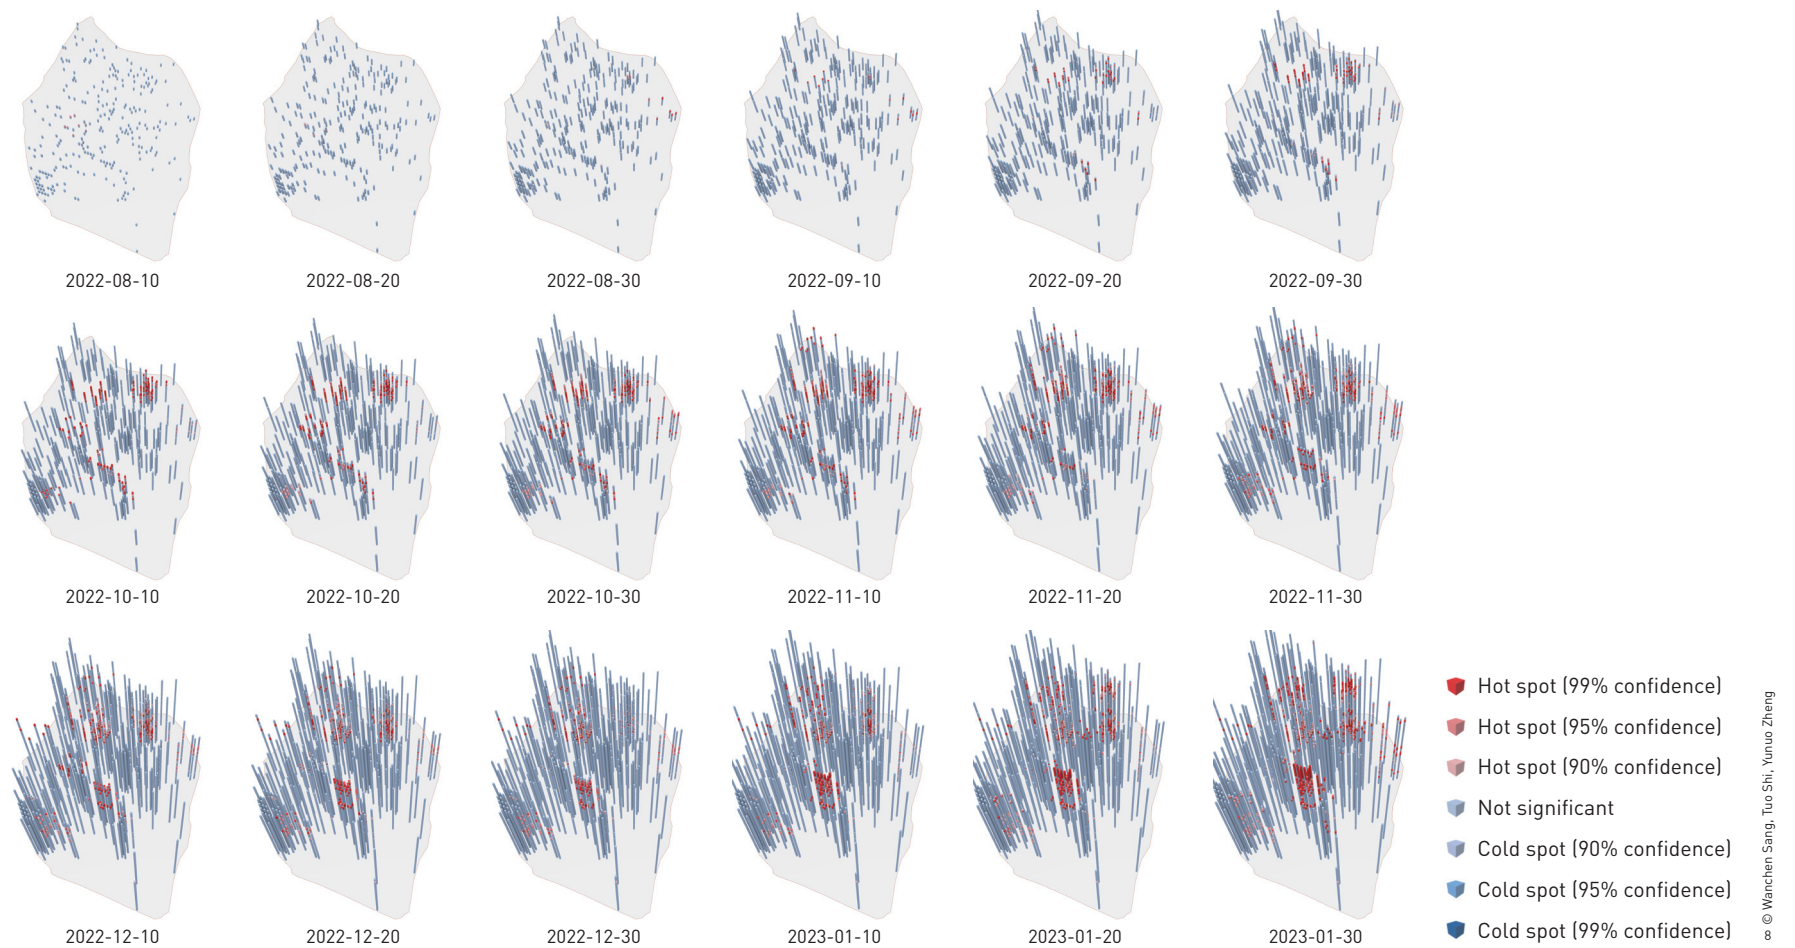 2022-08-10
2022-08-20
2022-08-30
2022-09-10
2022-09-20
2022-09-30
2022-10-10
2022-10-20
2022-10-30
2022-11-10
2022-11-20
2022-11-30
2022-12-10
2022-12-20
2022-12-30
2023-01-10
2023-01-20
2023-01-30
Hot spot (99% confidence)
Hot spot (95% confidence)
Hot spot (90% confidence)
Not significant
Cold spot (90% confidence)
Cold spot (95% confidence)
Cold spot (99% confidence)
8 © Wanchen Sang, Tuo Shi, Yunuo Zheng